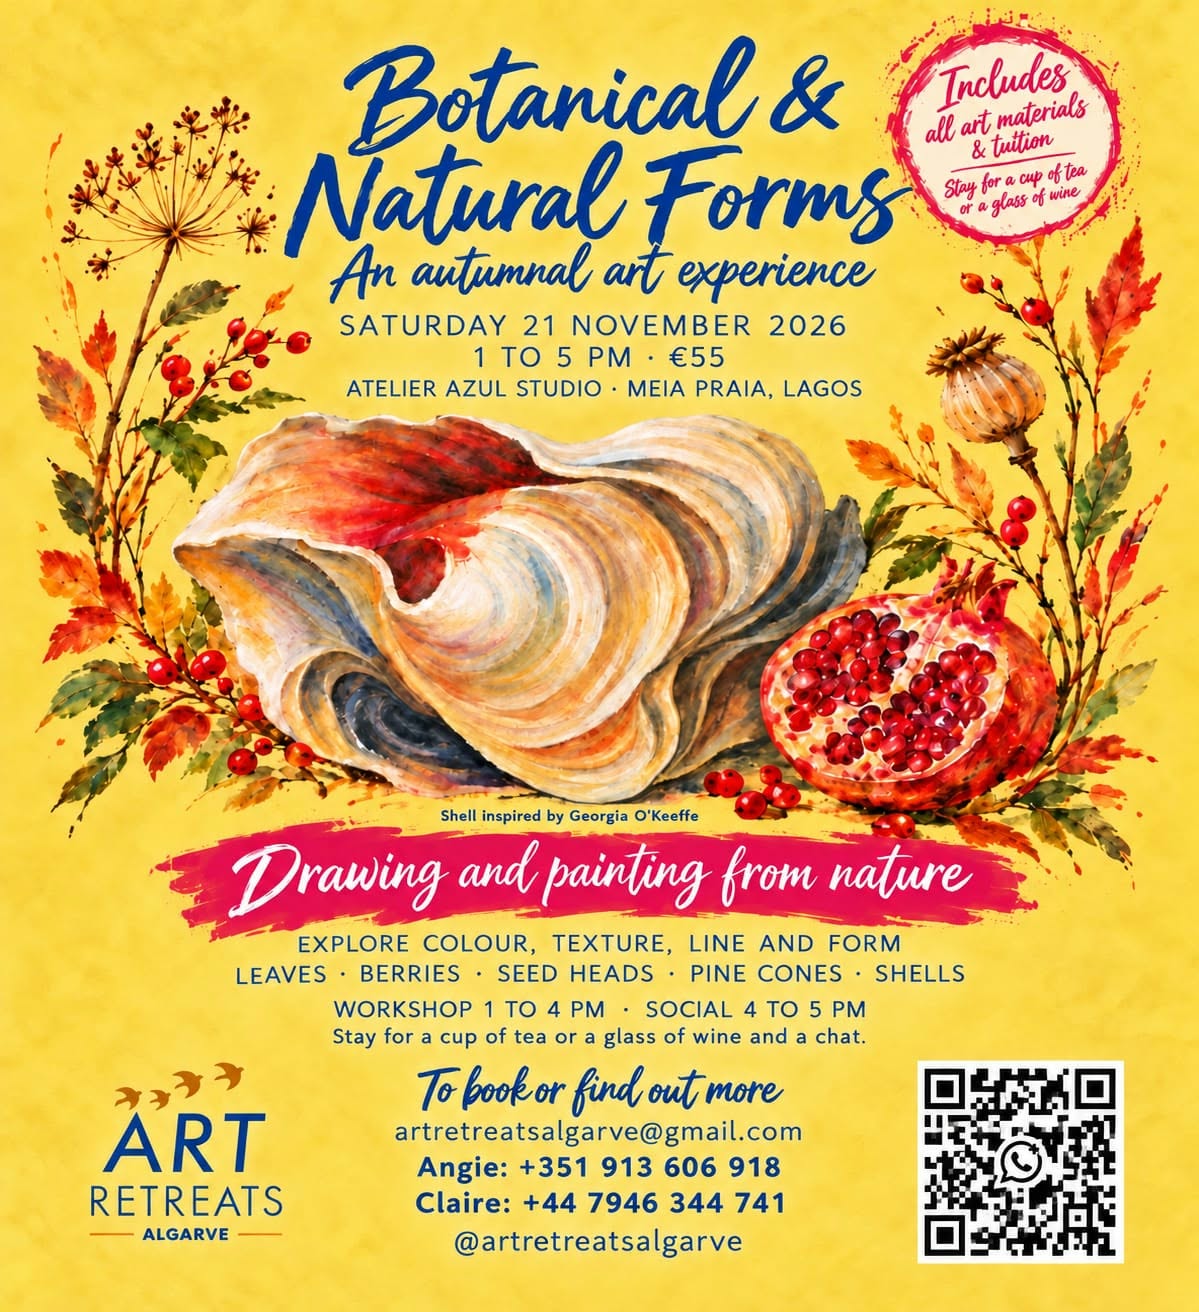 Botanical &
Natural Forms
An autumnal art experience
SATURDAY 21 NOVEMBER 2026
1 TO 5 PM · €55
ATELIER AZUL STUDIO · MEIA PRAIA, LAGOS
Includes
all art materials
& tuition
Stay for a cup of tea
or a glass of wine
Shell inspired by Georgia O'Keeffe
Drawing and painting from nature
EXPLORE COLOUR, TEXTURE, LINE AND FORM
LEAVES · BERRIES · SEED HEADS · PINE CONES · SHELLS
WORKSHOP 1 TO 4 PM · SOCIAL 4 TO 5 PM
Stay for a cup of tea or a glass of wine and a chat.
ART
RETREATS
ALGARVE
To book or find out more
artretreatsalgarve@gmail.com
Angie: +351 913 606 918
Claire: +44 7946 344 741
@artretreatsalgarve